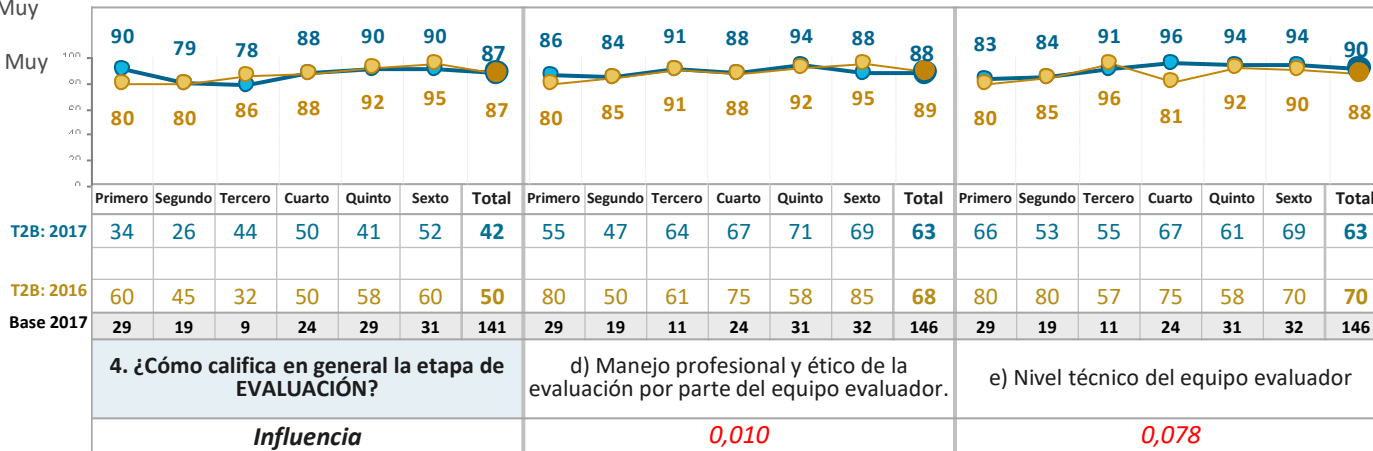 Muy
90 79 78 88 90 90 87 86 84 91 88 94 88 88 83 84 91 96 94 94 90
Muy 100
80
60
80 80 86 88 92 95 87 80 85 91 88 92 95 89 80 85 96 81 92 90 88
40
20
0
Primero Segundo Tercero Cuarto Quinto Sexto Total Primero Segundo Tercero Cuarto Quinto Sexto Total Primero Segundo Tercero Cuarto Quinto Sexto Total
T2B: 2017 34 26 44 50 41 52 42 55 47 64 67 71 69 63 66 53 55 67 61 69 63
T2B: 2016 60 45 32 50 58 60 50 80 50 61 75 58 85 68 80 80 57 75 58 70 70
Base 2017 29 19 9 24 29 31 141 29 19 11 24 31 32 146 29 19 11 24 31 32 146
4. ¿Cómo califica en general la etapa de
EVALUACIÓN?
d) Manejo profesional y ético de la
evaluación por parte del equipo evaluador.
e) Nivel técnico del equipo evaluador
Influencia 0,010 0,078